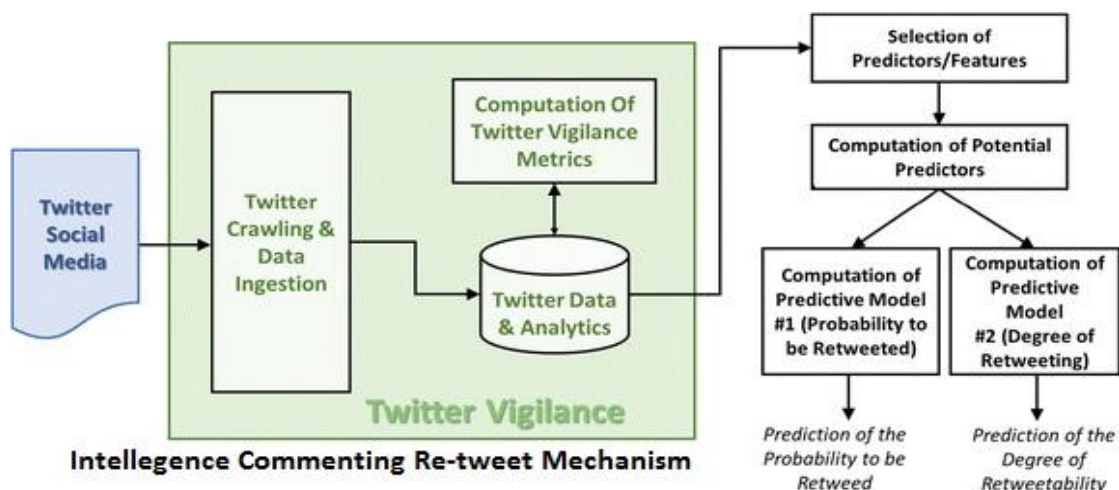 Twitter
Social
Media
Twitter
Crawling &
Data
Ingestion
Computation Of
Twitter Vigilance
Metrics
Twitter Data
& Analytics
Twitter Vigilance
Intellegence Commenting Re-tweet Mechanism
Selection of
Predictors/Features
Computation of Potential
Predictors
Computation of
Predictive Model
#1 (Probability to
be Retweeted)
Computation of
Predictive
Model
#2 (Degree of
Retweeting)
Prediction of the
Probability to be
Retweed
Prediction of the
Degree of
Retweetability